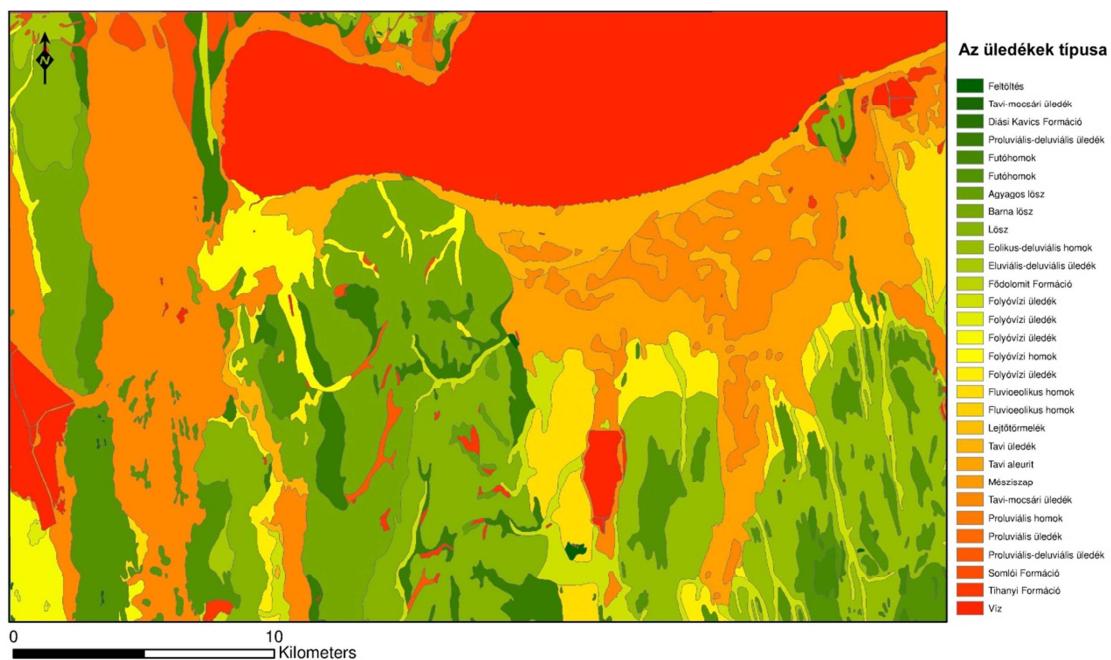 N
Az üledékek típusa
Feltöltés
Tavi-mocsári üledék
Diási Kavics Formáció
Proluviális-deluviális üledék
Futóhomok
Futóhomok
Agyagos lösz
Barna lösz
Lösz
Eolikus-deluviális homok
Eluviális-deluviális üledék
Födolomit Formáció
Folyóvízi üledék
Folyóvízi üledék
Folyóvízi üledék
Folyóvízi homok
Folyóvízi üledék
Fluvioeolikus homok
Fluvioeolikus homok
Lejtőtörmelék
Tavi üledék
Tavi aleurit
Mésziszap
Tavi-mocsári üledék
Proluviális homok
Proluviális üledék
Proluviális-deluviális üledék
Somlói Formáció
Tihanyi Formáció
Víz
0 10
Kilometers